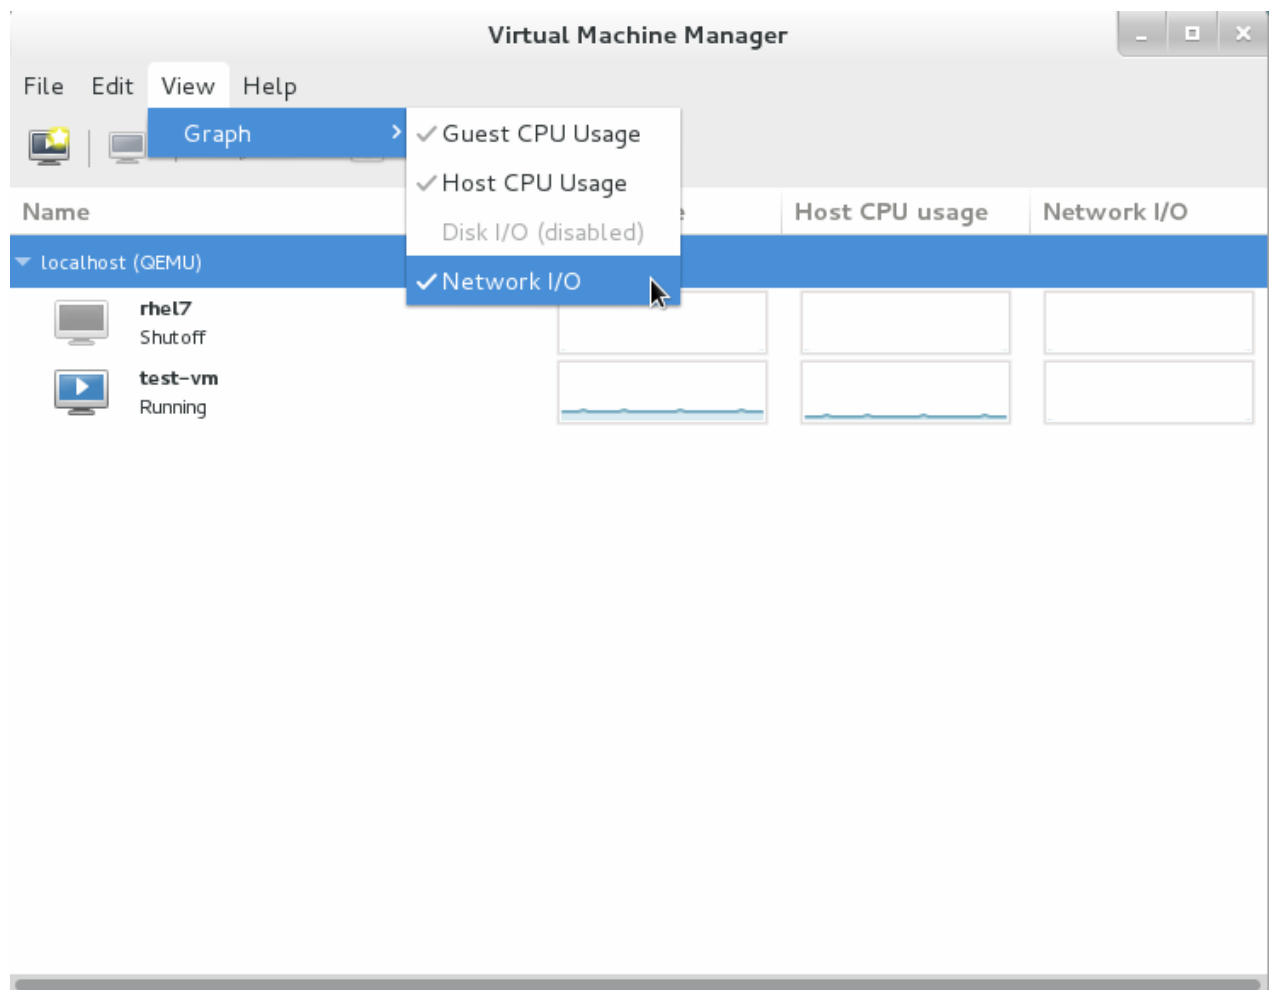 Virtual Machine Manager
File Edit View Help
Graph
Guest CPU Usage
Host CPU Usage
Disk I/O (disabled)
Network I/O
Name Host CPU usage Network I/O
localhost (QEMU)
rhel7
Shutoff
test-vm
Running